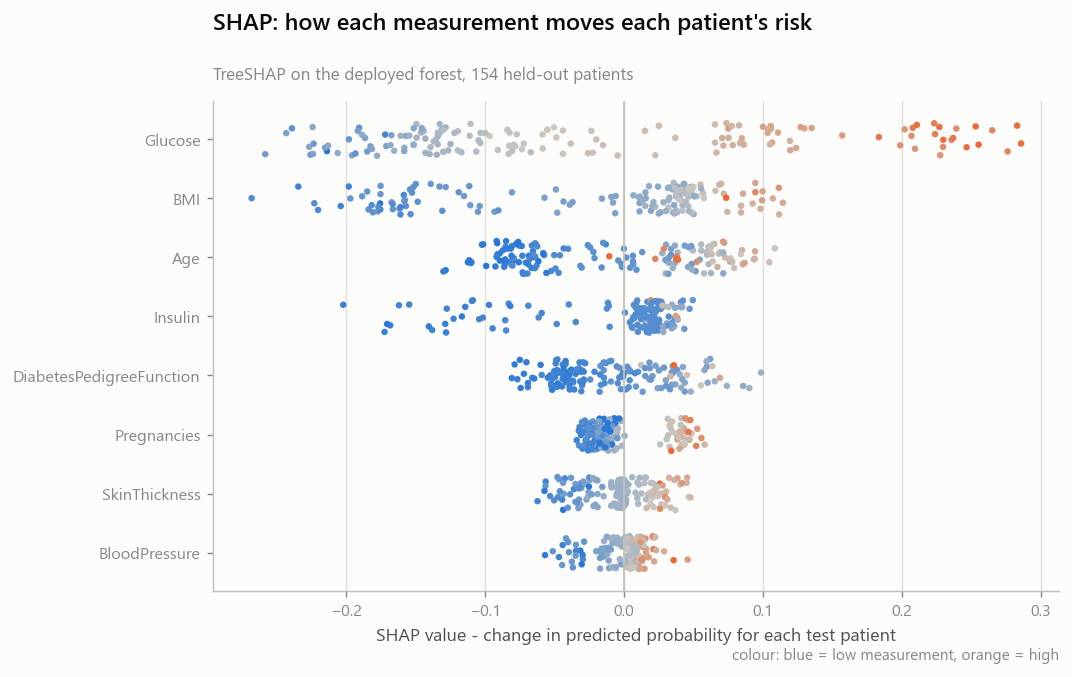 SHAP: how each measurement moves each patient's risk
TreeSHAP on the deployed forest, 154 held-out patients
Glucose
BMI
Age
Insulin
DiabetesPedigreeFunction
Pregnancies
SkinThickness
BloodPressure
−0.2 −0.1 0.0 0.1 0.2 0.3
SHAP value - change in predicted probability for each test patient
colour: blue = low measurement, orange = high